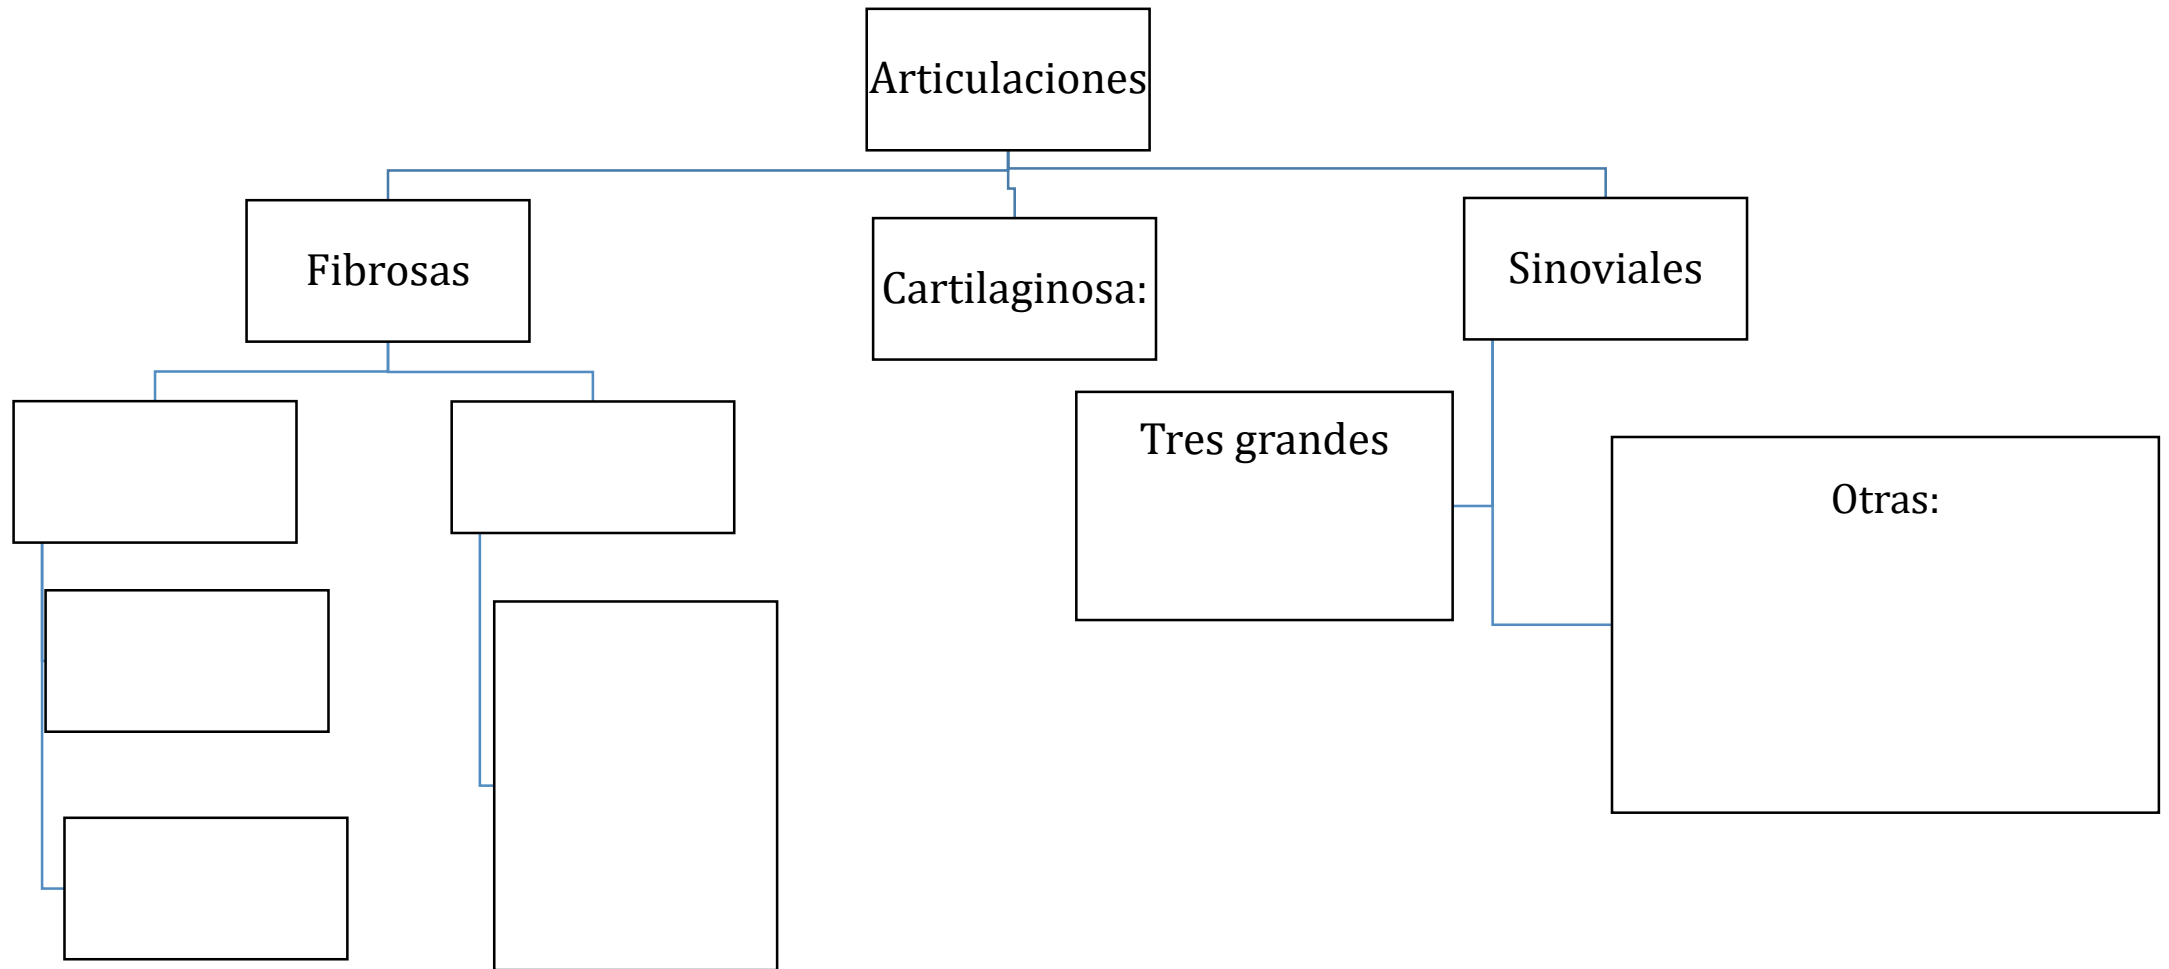 Articulaciones
Fibrosas
Cartilaginosa:
Sinoviales
Tres grandes
Otras: